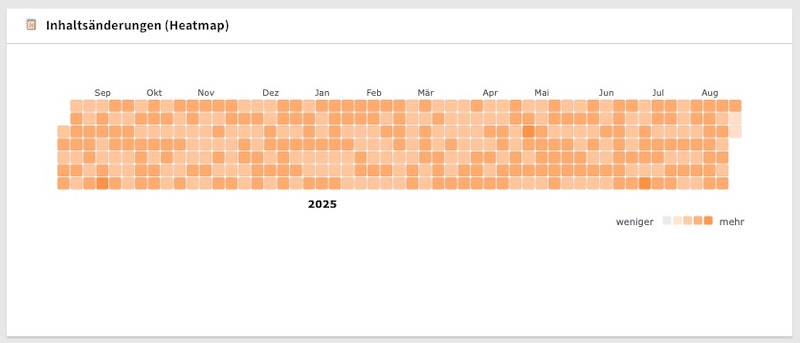 Inhaltsänderungen (Heatmap)
Sep Okt Nov Dez Jan Feb Mär Apr Mai Jun Jul Aug
2025
weniger mehr